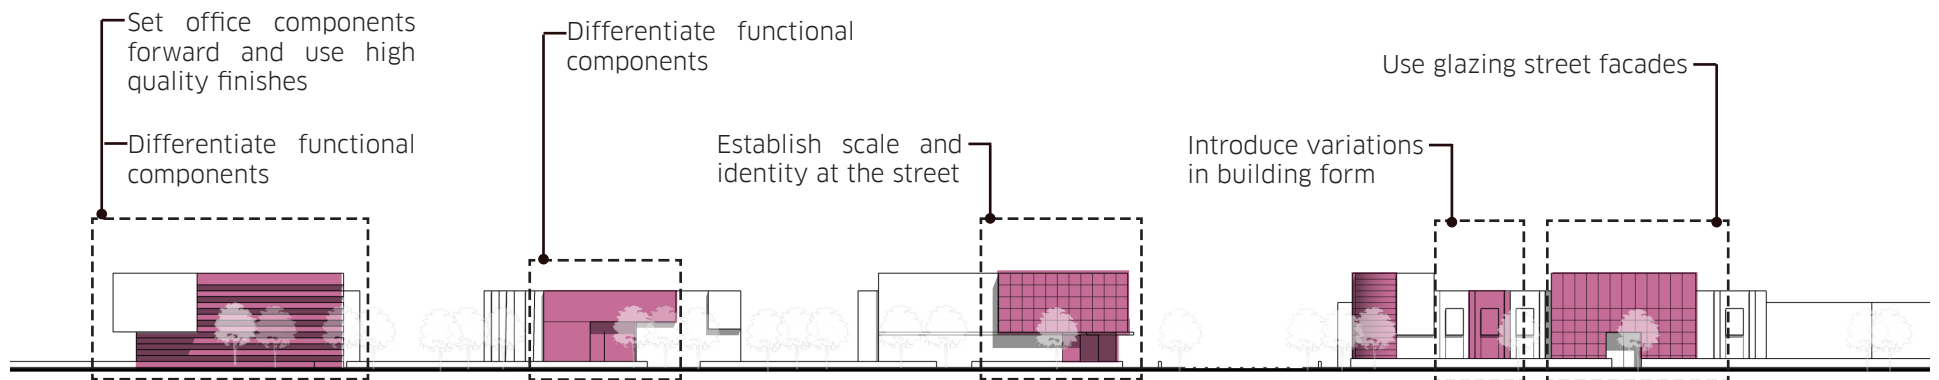 Set office components
forward and use high
quality finishes
Differentiate functional
components
Differentiate functional
components
Establish scale and
identity at the street
Introduce variations
in building form
Use glazing street facades